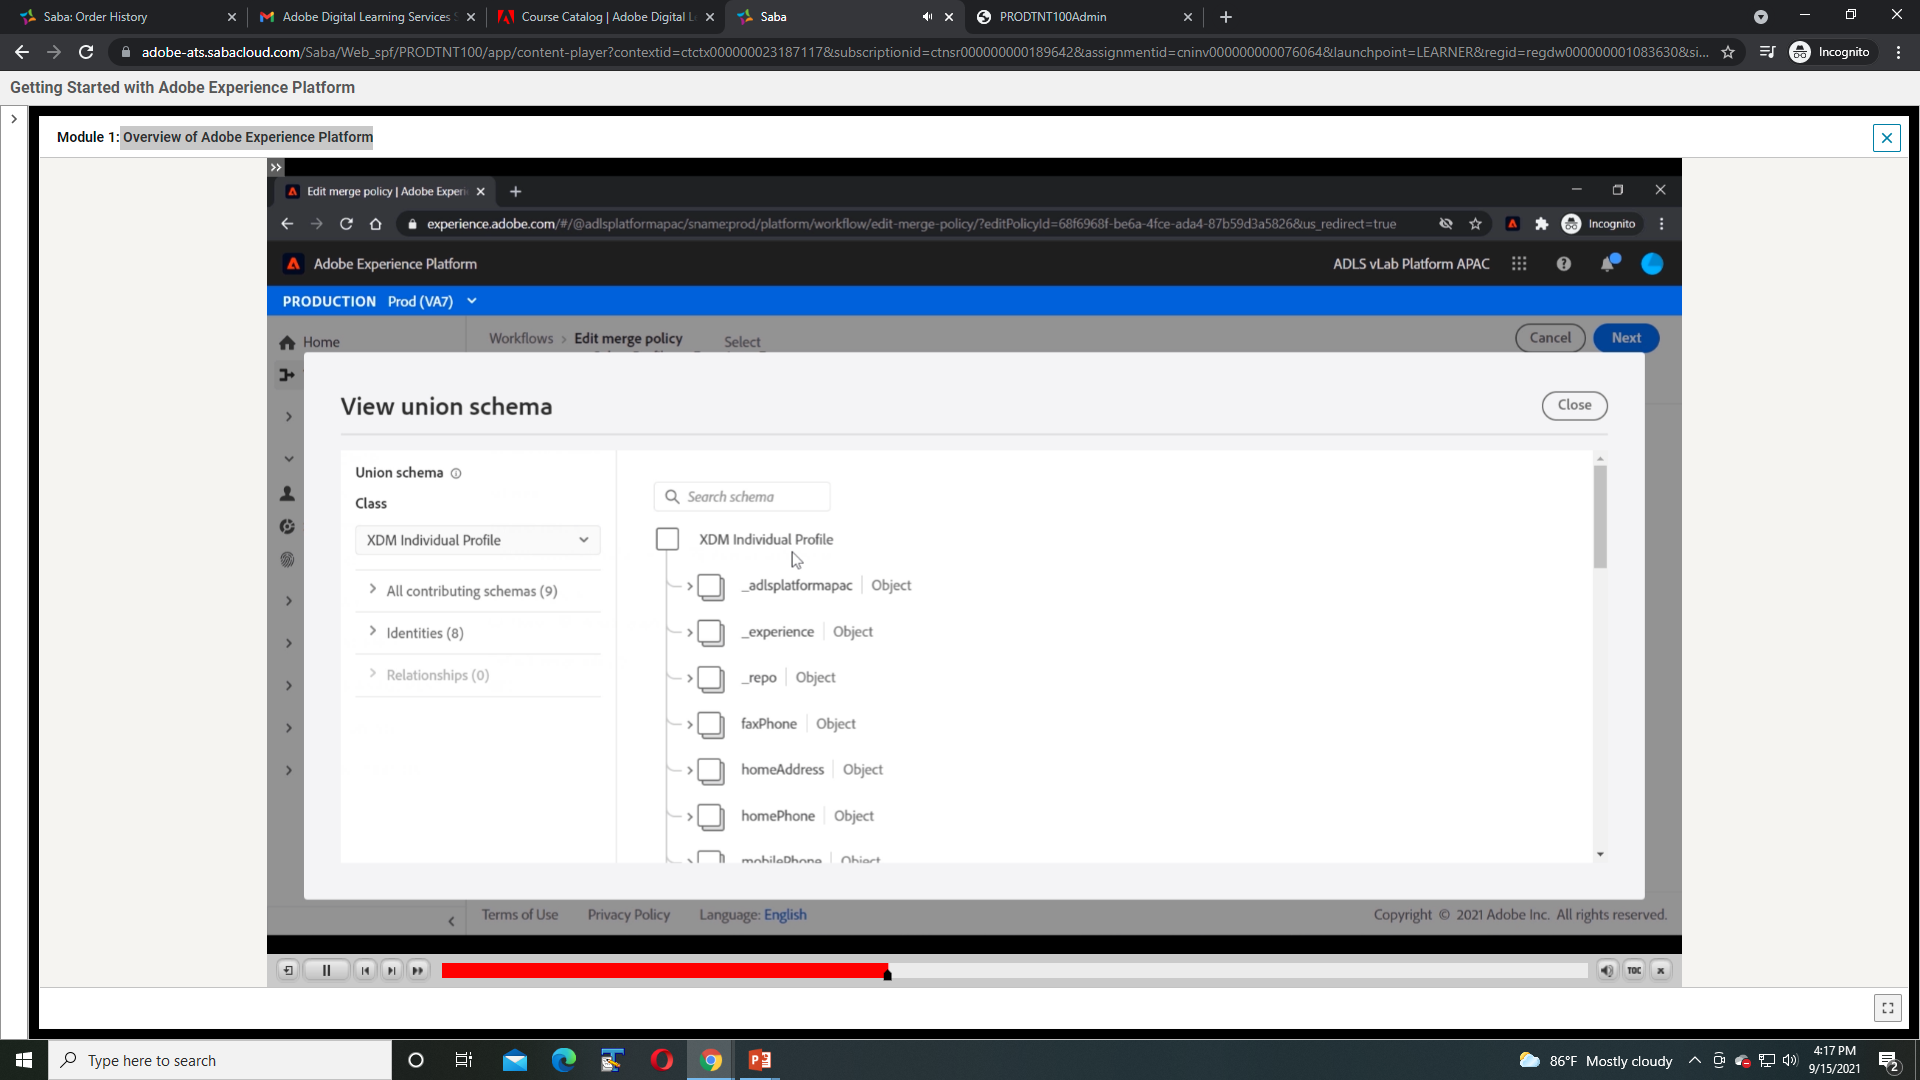 Saba: Order History
Adobe Digital Learning Services S
Course Catalog | Adobe Digital L
Saba
PRODTNT100Admin
adobe-ats.sabacloud.com/Saba/Web_spf/PRODTNT100/app/content-player?contextid=ctctx000000023187117&subscriptionid=ctnsr000000000189642&assignmentid=cninv000000000076064&launchpoint=LEARNER&regid=regdw000000001083630&si...
Incognito
Getting Started with Adobe Experience Platform
Module 1: Overview of Adobe Experience Platform
Edit merge policy | Adobe Experi
experience.adobe.com/#/@adlsplatformapac/sname:prod/platform/workflow/edit-merge-policy/?editPolicyId=68f6968f-be6a-4fce-ada4-87b59d3a5826&us_redirect=true
Incognito
Adobe Experience Platform
ADLS vLab Platform APAC
PRODUCTION Prod (VA7)
Home
Workflows > Edit merge policy
Select
Cancel
Next
View union schema
Close
Union schema
Class
XDM Individual Profile
All contributing schemas (9)
Identities (8)
Relationships (0)
Search schema
XDM Individual Profile
_adlsplatformapac | Object
_experience | Object
_repo | Object
faxPhone | Object
homeAddress | Object
homePhone | Object
mobilePhone | Object
Terms of Use
Privacy Policy
Language: English
Copyright © 2021 Adobe Inc. All rights reserved.
TOC
Type here to search
86°F Mostly cloudy
4:17 PM
9/15/2021
2